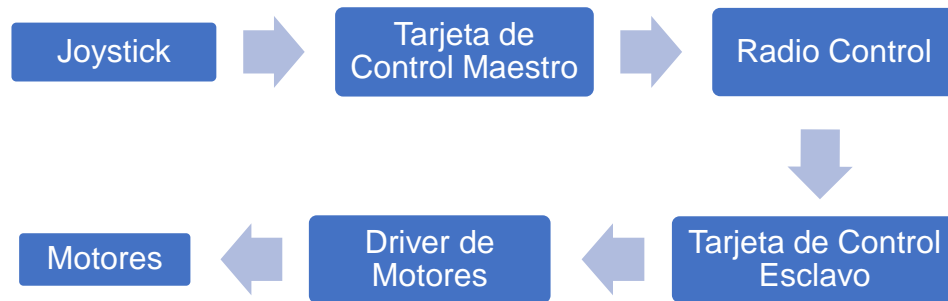 Joystick
Tarjeta de
Control Maestro
Radio Control
Tarjeta de Control
Esclavo
Driver de
Motores
Motores